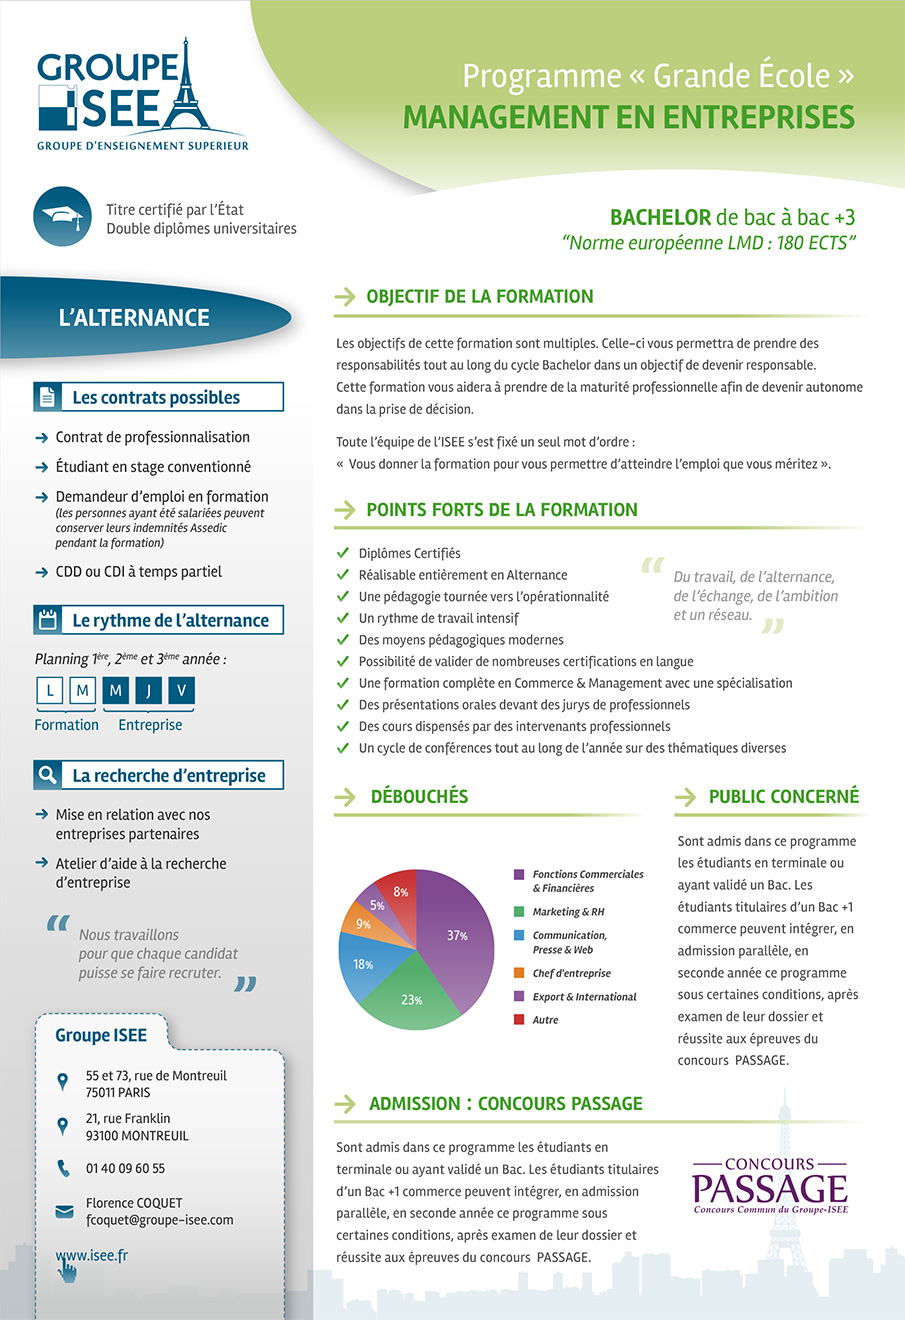 GROUPE
ISEE
GROUPE D'ENSEIGNEMENT SUPERIEUR
Programme « Grande École »
MANAGEMENT EN ENTREPRISES
Titre certifié par l'État
Double diplômes universitaires
BACHELOR de bac à bac +3
“Norme européenne LMD : 180 ECTS”
L'ALTERNANCE
Les contrats possibles
Contrat de professionnalisation
Étudiant en stage conventionné
Demandeur d'emploi en formation
(les personnes ayant été salariées peuvent
conserver leurs indemnités Assedic
pendant la formation)
CDD ou CDI à temps partiel
Le rythme de l'alternance
Planning 1ère, 2ème et 3ème année :
L M M J V
Formation Entreprise
La recherche d'entreprise
Mise en relation avec nos
entreprises partenaires
Atelier d'aide à la recherche
d'entreprise
“ Nous travaillons
pour que chaque candidat
puisse se faire recruter. ”
Groupe ISEE
55 et 73, rue de Montreuil
75011 PARIS
21, rue Franklin
93100 MONTREUIL
01 40 09 60 55
Florence COQUET
fcoquet@groupe-isee.com
www.isee.fr
OBJECTIF DE LA FORMATION
Les objectifs de cette formation sont multiples. Celle-ci vous permettra de prendre des
responsabilités tout au long du cycle Bachelor dans un objectif de devenir responsable.
Cette formation vous aidera à prendre de la maturité professionnelle afin de devenir autonome
dans la prise de décision.
Toute l'équipe de l'ISEE s'est fixé un seul mot d'ordre :
« Vous donner la formation pour vous permettre d'atteindre l'emploi que vous méritez ».
POINTS FORTS DE LA FORMATION
Diplômes Certifiés
Réalisable entièrement en Alternance
Une pédagogie tournée vers l'opérationnalité
Un rythme de travail intensif
Des moyens pédagogiques modernes
Possibilité de valider de nombreuses certifications en langue
Une formation complète en Commerce & Management avec une spécialisation
Des présentations orales devant des jurys de professionnels
Des cours dispensés par des intervenants professionnels
Un cycle de conférences tout au long de l'année sur des thématiques diverses
“ Du travail, de l'alternance,
de l'échange, de l'ambition
et un réseau. ”
DÉBOUCHÉS
37%
23%
18%
9%
5%
8%
Fonctions Commerciales
& Financières
Marketing & RH
Communication,
Presse & Web
Chef d'entreprise
Export & International
Autre
PUBLIC CONCERNÉ
Sont admis dans ce programme
les étudiants en terminale ou
ayant validé un Bac. Les
étudiants titulaires d'un Bac +1
commerce peuvent intégrer, en
admission parallèle, en
seconde année ce programme
sous certaines conditions, après
examen de leur dossier et
réussite aux épreuves du
concours PASSAGE.
ADMISSION : CONCOURS PASSAGE
Sont admis dans ce programme les étudiants en
terminale ou ayant validé un Bac. Les étudiants titulaires
d'un Bac +1 commerce peuvent intégrer, en admission
parallèle, en seconde année ce programme sous
certaines conditions, après examen de leur dossier et
réussite aux épreuves du concours PASSAGE.
CONCOURS
PASSAGE
Concours Commun du Groupe-ISEE